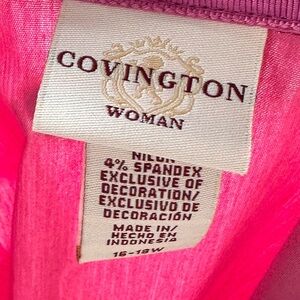 COVINGTON
WOMAN
NILON
4% SPANDEX
EXCLUSIVE OF
DECORATION/
EXCLUSIVO DE
DECORACIÓN
MADE IN/
HECHO EN
INDONESIA
16-18W